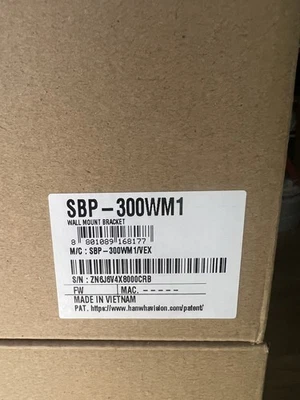 SBP-300WM1
WALL MOUNT BRACKET
8 801089 168177
M/C : SBP-300WM1/VEX
S/N : ZN6J6V4X8000CRB
FW MAC. - - - - -
MADE IN VIETNAM
PAT. https://www.hanwhavision.com/patent/